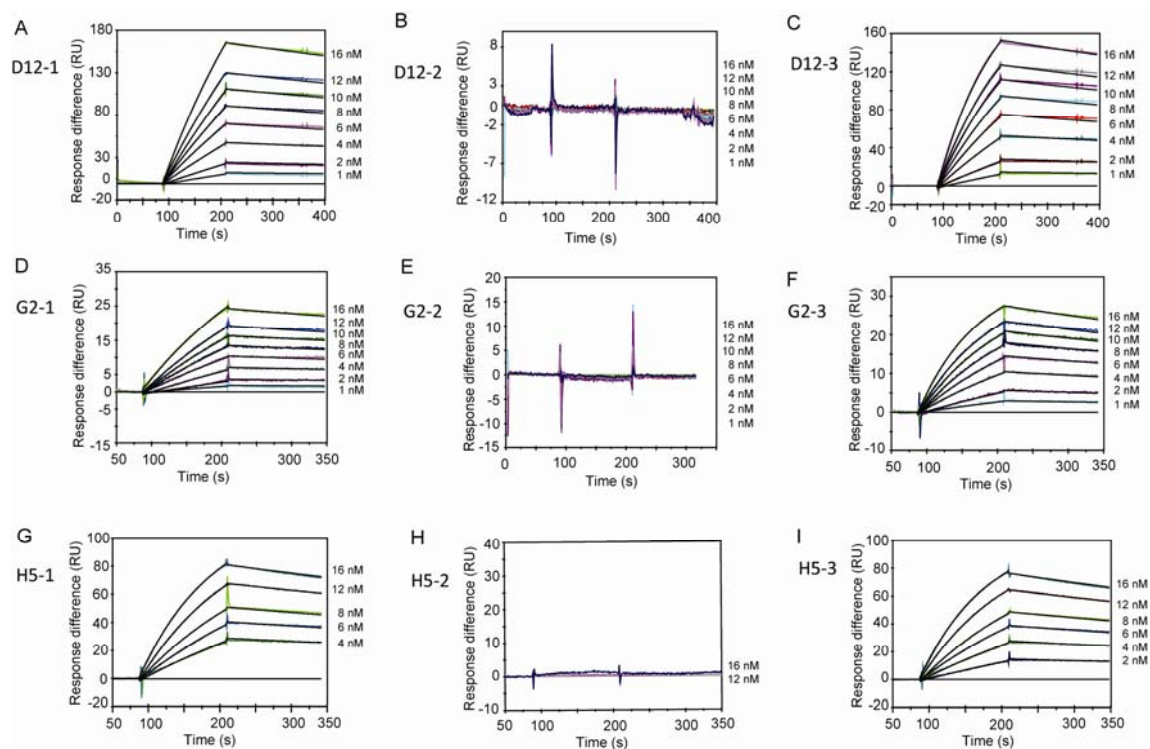 A
D12-1
Response difference (RU)
180
130
80
30
0
-20
0
100
200
300
400
Time (s)
16 nM
12 nM
10 nM
8 nM
6 nM
4 nM
2 nM
1 nM
B
D12-2
Response difference (RU)
8
3
0
-2
-7
-12
0
100
200
300
400
Time (s)
16 nM
12 nM
10 nM
8 nM
6 nM
4 nM
2 nM
1 nM
C
D12-3
Response difference (RU)
160
120
80
40
0
-20
0
100
200
300
400
Time (s)
16 nM
12 nM
10 nM
8 nM
6 nM
4 nM
2 nM
1 nM
D
G2-1
Response difference (RU)
35
25
15
5
0
-5
-15
50
100
150
200
250
300
350
Time (s)
16 nM
12 nM
10 nM
8 nM
6 nM
4 nM
2 nM
1 nM
E
G2-2
Response difference (RU)
20
15
10
5
0
-5
-10
15
0
100
200
300
Time (s)
16 nM
12 nM
10 nM
8 nM
6 nM
4 nM
2 nM
1 nM
F
G2-3
Response difference (RU)
30
20
10
0
-10
50
100
150
200
250
300
350
Time (s)
16 nM
12 nM
10 nM
8 nM
6 nM
4 nM
2 nM
1 nM
G
H5-1
Response difference (RU)
100
80
60
40
20
0
-20
50
100
150
200
250
300
350
Time (s)
16 nM
12 nM
8 nM
6 nM
4 nM
H
H5-2
Response difference (RU)
40
30
20
10
0
-10
50
100
150
200
250
300
350
Time (s)
16 nM
12 nM
I
H5-3
Response difference (RU)
100
80
60
40
20
0
-20
50
100
150
200
250
300
350
Time (s)
16 nM
12 nM
8 nM
6 nM
4 nM
2 nM